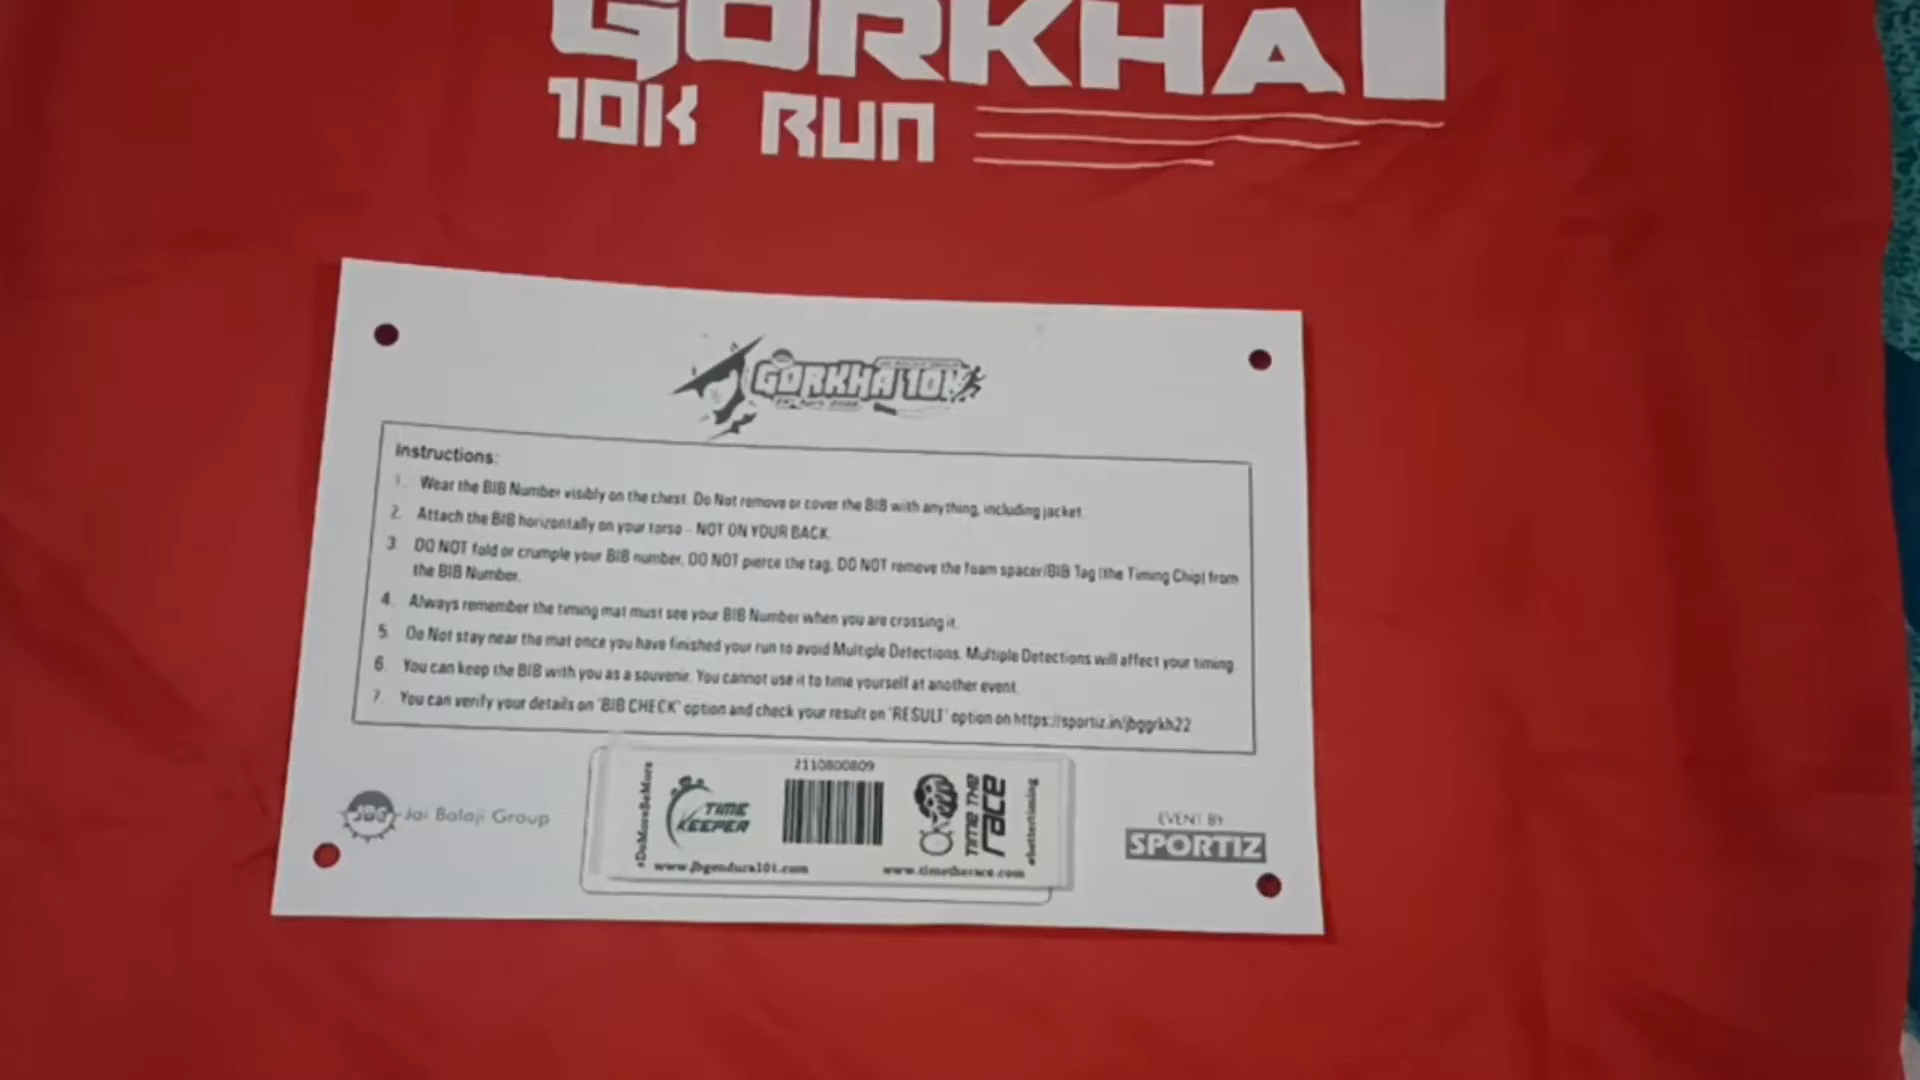 GORKHA
10K RUN
GORKHA 10K
Instructions:
1. Wear the BIB Number visibly on the chest. Do Not remove or cover the BIB with anything, including jacket.
2. Attach the BIB horizontally on your torso - NOT ON YOUR BACK.
3. DO NOT fold or crumple your BIB number, DO NOT pierce the tag, DO NOT remove the foam spacer/BIB Tag (the Timing Chip) from
the BIB Number.
4. Always remember the timing mat must see your BIB Number when you are crossing it.
5. Do Not stay near the mat once you have finished your run to avoid Multiple Detections. Multiple Detections will affect your timing.
6. You can keep the BIB with you as a souvenir. You cannot use it to time yourself at another event.
7. You can verify your details on 'BIB CHECK' option and check your result on 'RESULT' option on https://sportiz.in/jbggrkh22
JBG Jai Balaji Group
#DoMoreBeMore
TIME
KEEPER
www.jbgendura101.com
2110800809
TIME THE
race
#bettertiming
www.timetherace.com
EVENT BY
SPORTIZ